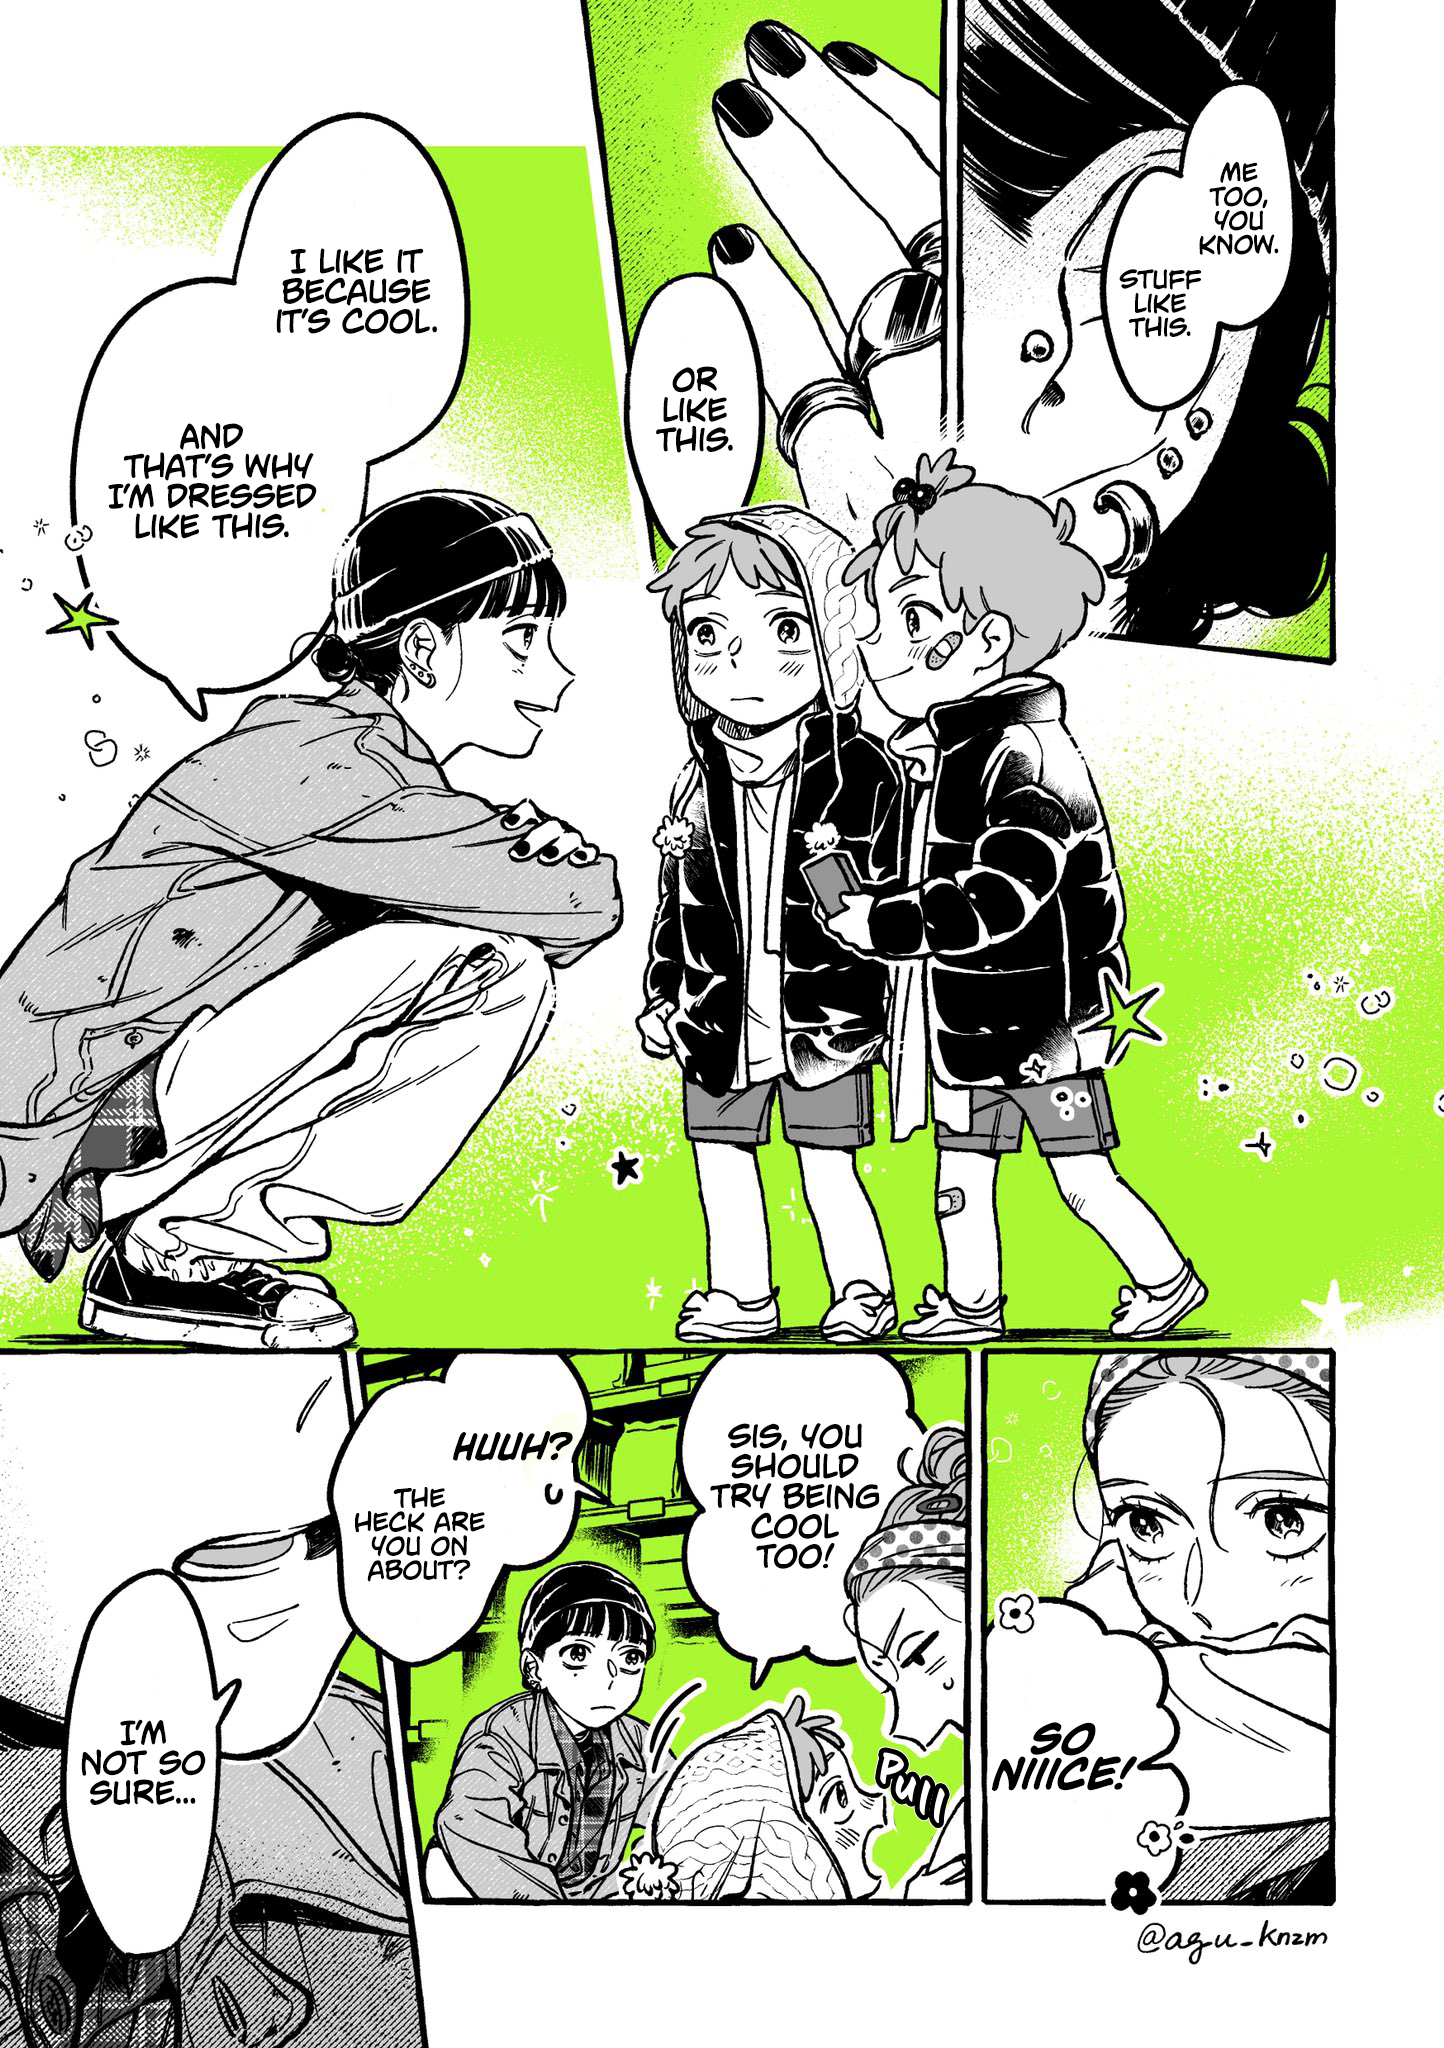 ME
TOO,
YOU
KNOW.
STUFF
LIKE
THIS.
OR
LIKE
THIS.
I LIKE IT
BECAUSE
IT'S COOL.
AND
THAT'S WHY
I'M DRESSED
LIKE THIS.
SO
NIIICE!
SIS, YOU
SHOULD
TRY BEING
COOL
TOO!
Pull
HUUH?
THE
HECK ARE
YOU ON
ABOUT?
I'M
NOT SO
SURE...
@agu_knzm